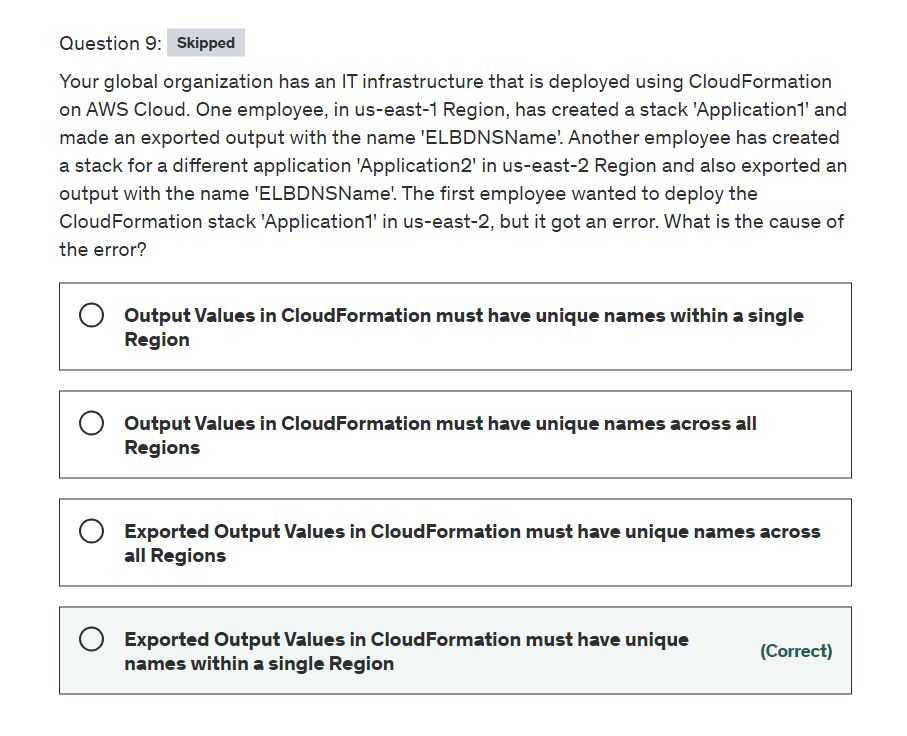 Question 9: Skipped
Your global organization has an IT infrastructure that is deployed using CloudFormation
on AWS Cloud. One employee, in us-east-1 Region, has created a stack 'Application1' and
made an exported output with the name 'ELBDNSName'. Another employee has created
a stack for a different application 'Application2' in us-east-2 Region and also exported an
output with the name 'ELBDNSName'. The first employee wanted to deploy the
CloudFormation stack 'Application1' in us-east-2, but it got an error. What is the cause of
the error?
Output Values in CloudFormation must have unique names within a single
Region
Output Values in CloudFormation must have unique names across all
Regions
Exported Output Values in CloudFormation must have unique names across
all Regions
Exported Output Values in CloudFormation must have unique
names within a single Region
(Correct)